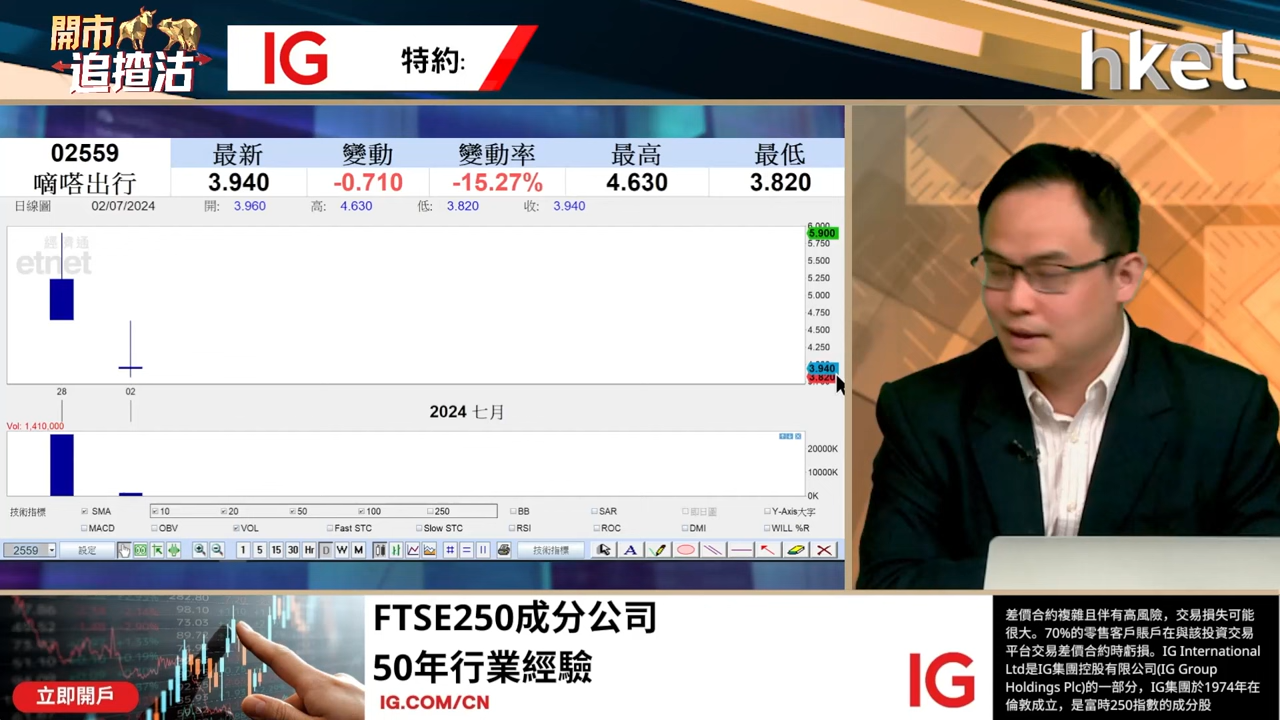 開市
追揸沽
IG 特約:
hket
02559 最新 變動 變動率 最高 最低
嘀嗒出行 3.940 -0.710 -15.27% 4.630 3.820
日線圖 02/07/2024 開: 3.960 高: 4.630 低: 3.820 收: 3.940
經濟通
etnet
6.000
5.900
5.750
5.500
5.250
5.000
4.750
4.500
4.250
3.940
3.820
28 02
2024 七月
Vol: 1,410,000
20000K
10000K
0K
技術指標 SMA 10 20 50 100 250 BB SAR 即日圖 Y-Axis大字
MACD OBV VOL Fast STC Slow STC RSI ROC DMI WILL %R
2559 設定 1 5 15 30 Hr D W M 技術指標 A
立即開戶
FTSE250成分公司
50年行業經驗
IG.COM/CN
IG
差價合約複雜且伴有高風險，交易損失可能
很大。70%的零售客戶賬戶在與該投資交易
平台交易差價合約時虧損。IG International
Ltd是IG集團控股有限公司(IG Group
Holdings Plc)的一部分，IG集團於1974年在
倫敦成立，是富時250指數的成分股